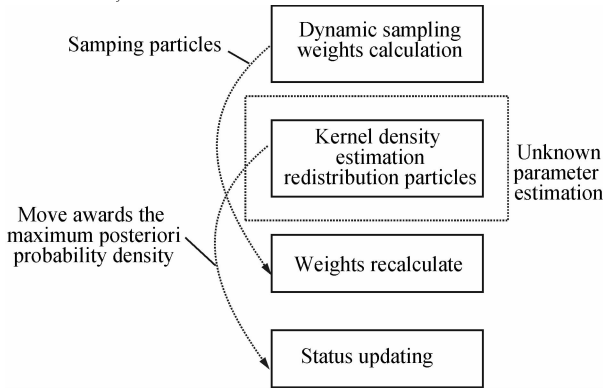 Samping particles
Dynamic sampling
weights calculation
Kernel density
estimation
redistribution particles
Unknown
parameter
estimation
Move awards the
maximum posteriori
probability density
Weights recalculate
Status updating